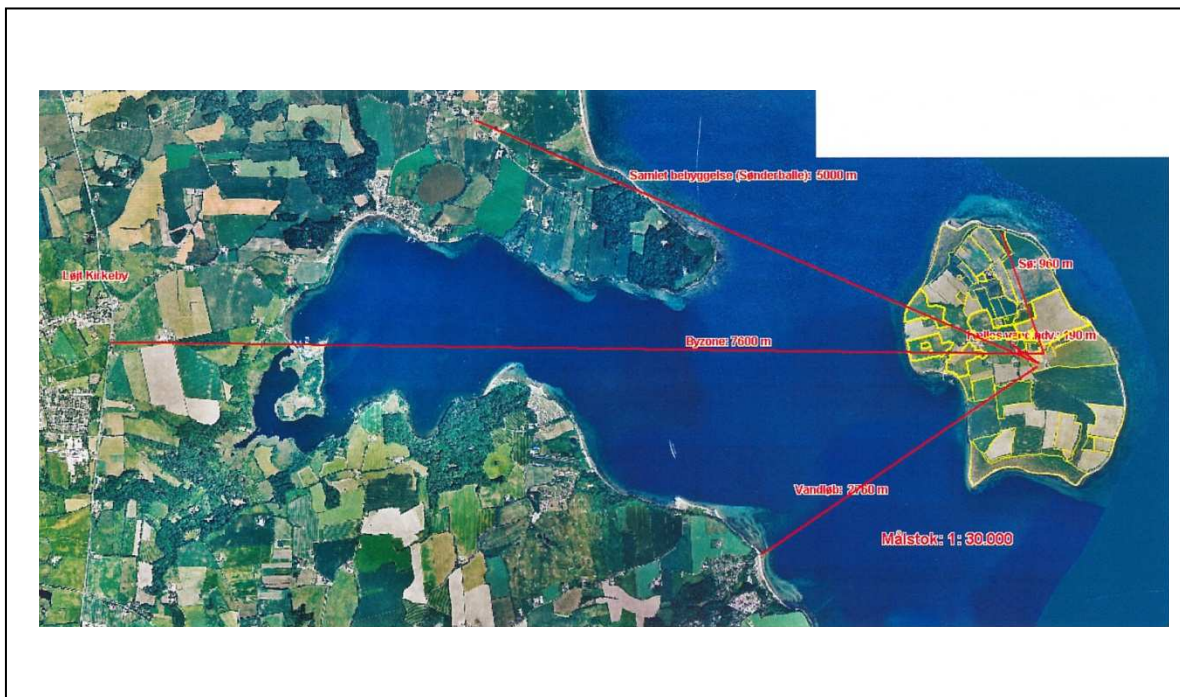 Samlet bebyggelse (Sønderballe): 5000 m
Løjt Kirkeby
Sø: 960 m
190 m
Byzone: 7600 m
Vandløb: 2760 m
Målstok: 1: 30.000